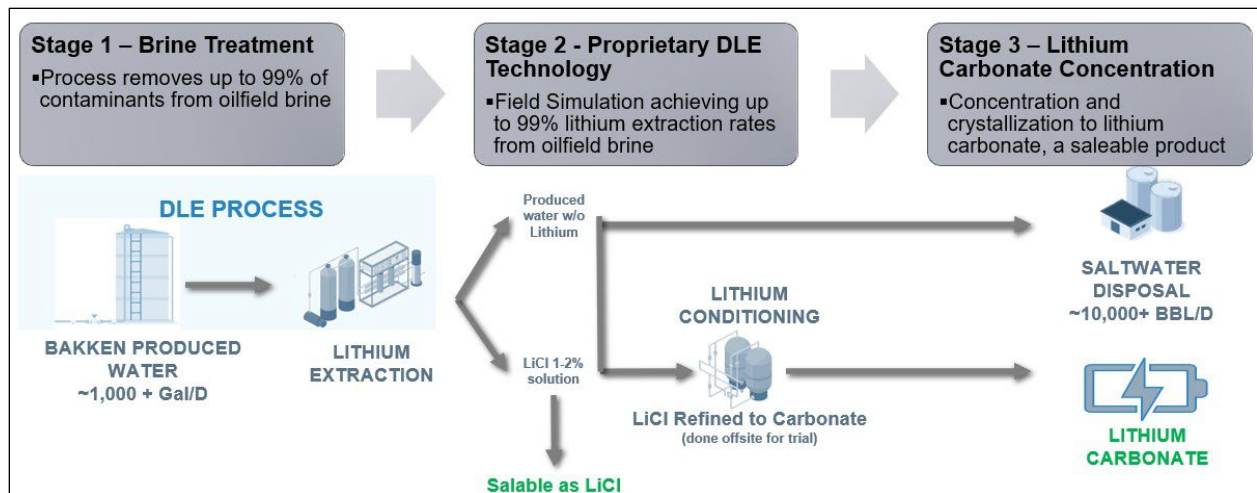 Stage 1 – Brine Treatment
▪Process removes up to 99% of
contaminants from oilfield brine
Stage 2 - Proprietary DLE
Technology
▪Field Simulation achieving up
to 99% lithium extraction rates
from oilfield brine
Stage 3 – Lithium
Carbonate Concentration
▪Concentration and
crystallization to lithium
carbonate, a saleable product
DLE PROCESS
BAKKEN PRODUCED
WATER
~1,000 + Gal/D
LITHIUM
EXTRACTION
Produced
water w/o
Lithium
LiCl 1-2%
solution
Salable as LiCl
LITHIUM
CONDITIONING
LiCl Refined to Carbonate
(done offsite for trial)
SALTWATER
DISPOSAL
~10,000+ BBL/D
LITHIUM
CARBONATE